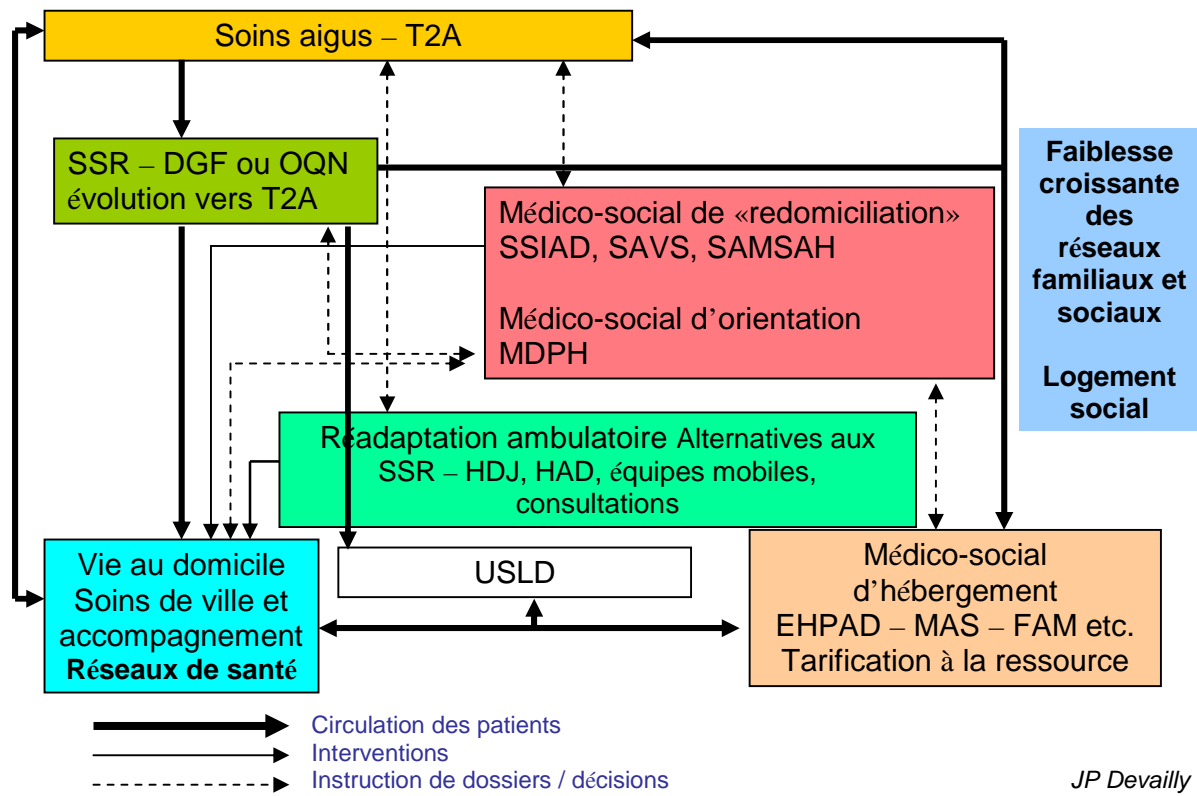 Soins aigus – T2A
SSR – DGF ou OQN
évolution vers T2A
Faiblesse
croissante
des
réseaux
familiaux et
sociaux
Logement
social
Médico-social de «redomiciliation»
SSIAD, SAVS, SAMSAH
Médico-social d’orientation
MDPH
Réadaptation ambulatoire Alternatives aux
SSR – HDJ, HAD, équipes mobiles,
consultations
Vie au domicile
Soins de ville et
accompagnement
Réseaux de santé
USLD
Médico-social
d’hébergement
EHPAD – MAS – FAM etc.
Tarification à la ressource
Circulation des patients
Interventions
Instruction de dossiers / décisions
JP Devailly